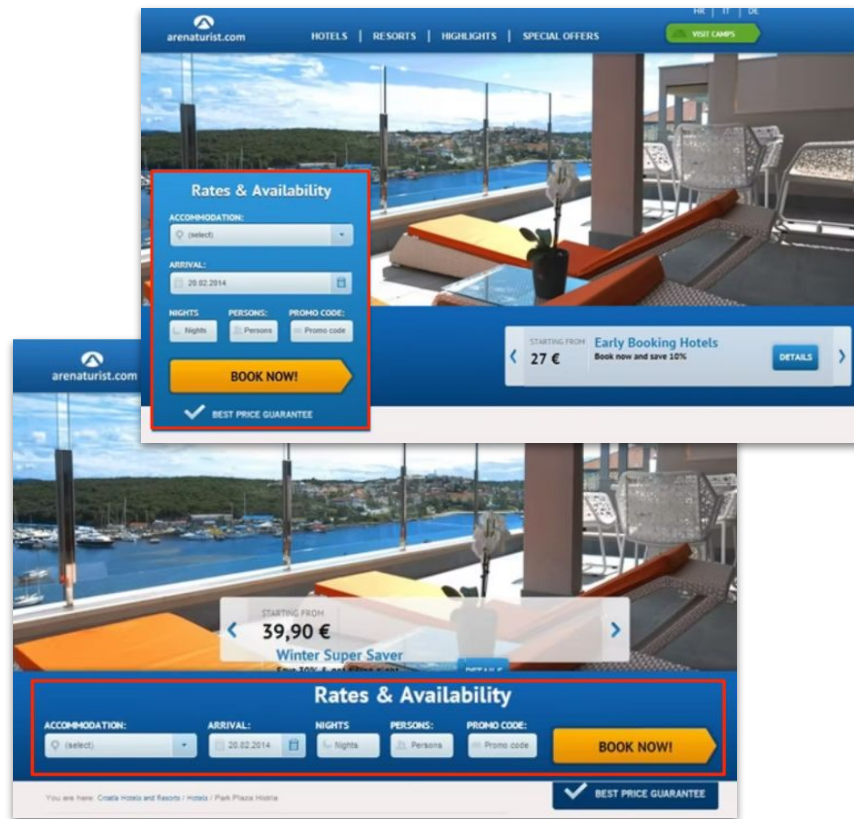 HR | IT | DE
arenaturist.com
HOTELS | RESORTS | HIGHLIGHTS | SPECIAL OFFERS
VISIT CAMPS
Rates & Availability
ACCOMMODATION:
(select)
ARRIVAL:
20.02.2014
NIGHTS PERSONS: PROMO CODE:
Nights Persons Promo code
BOOK NOW!
BEST PRICE GUARANTEE
STARTING FROM
27 €
Early Booking Hotels
Book now and save 10%
DETAILS
arenaturist.com
STARTING FROM
39,90 €
Winter Super Saver
DETAILS
Rates & Availability
ACCOMMODATION: ARRIVAL: NIGHTS PERSONS: PROMO CODE:
(select) 20.02.2014 Nights Persons Promo code
BOOK NOW!
You are here: Croatia Hotels and Resorts / Hotels / Park Plaza Histria
BEST PRICE GUARANTEE